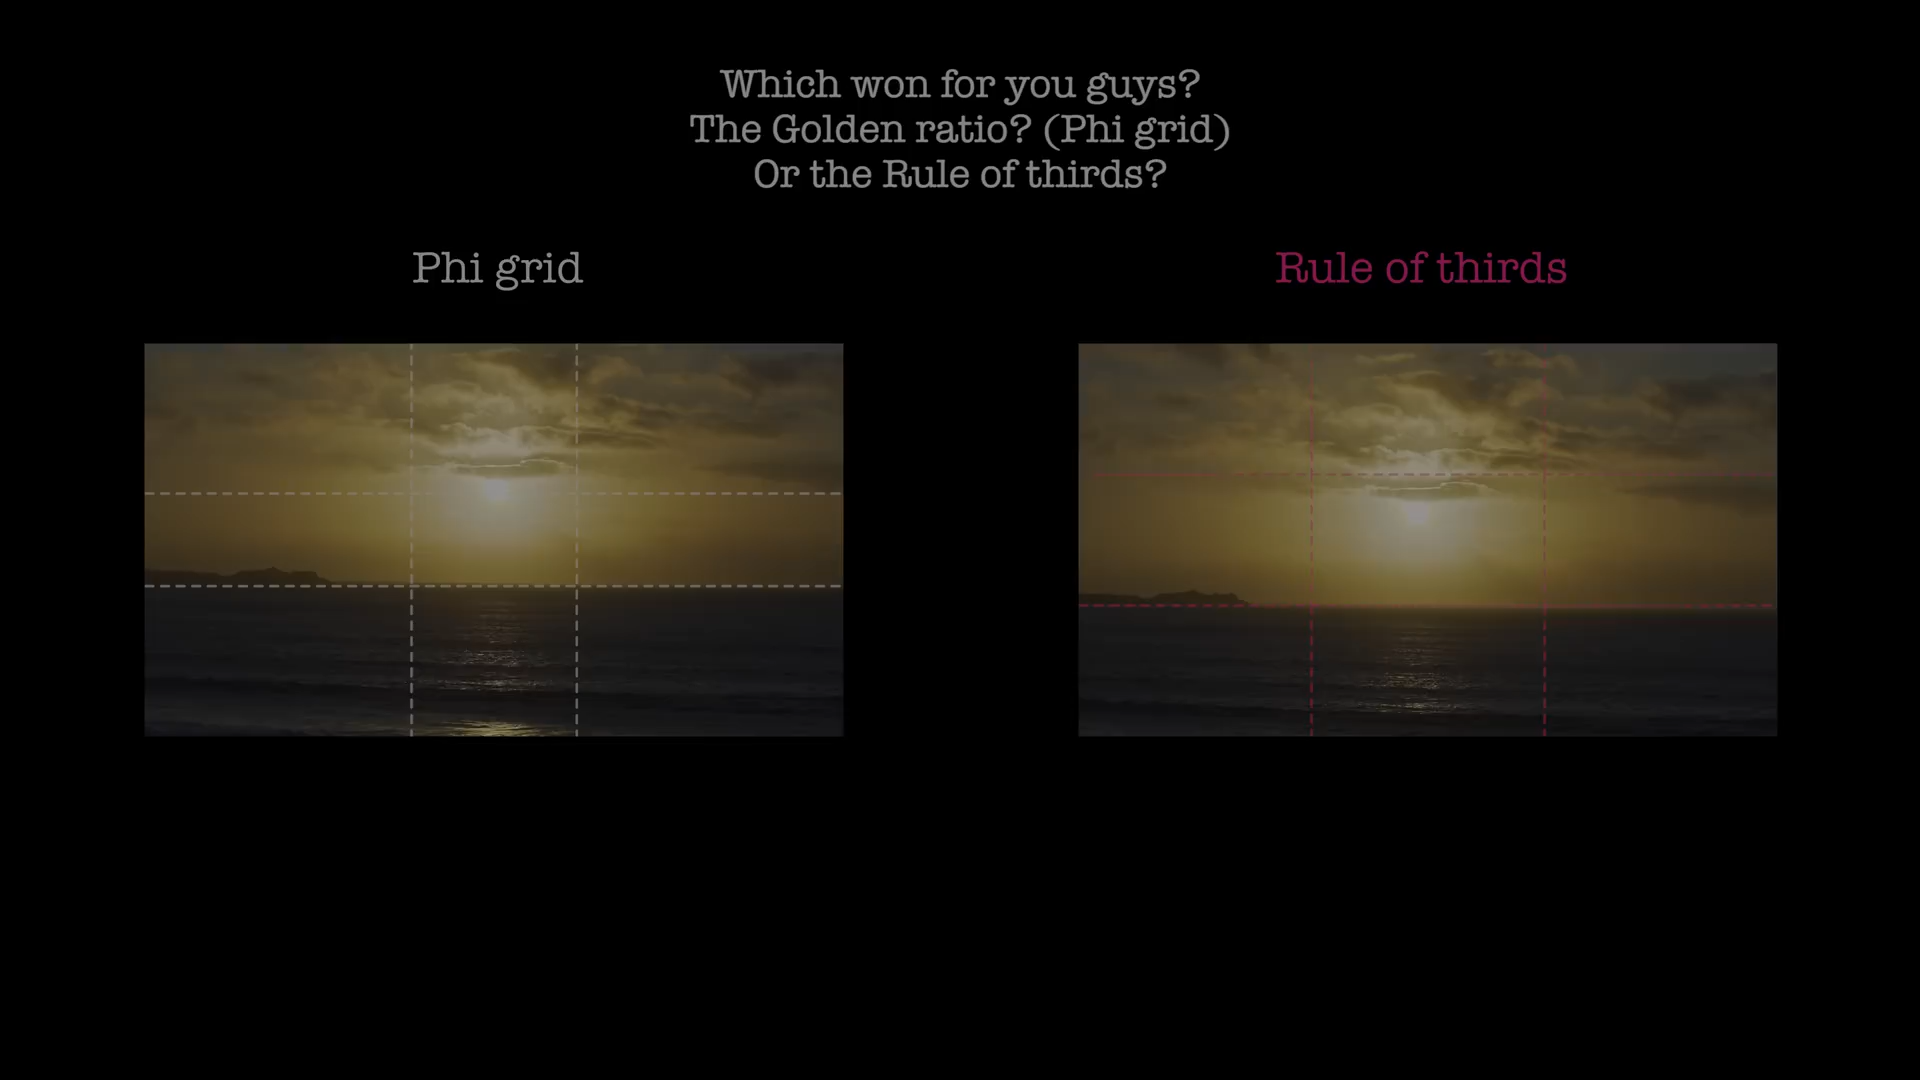 Which won for you guys?
The Golden ratio? (Phi grid)
Or the Rule of thirds?
Phi grid
Rule of thirds